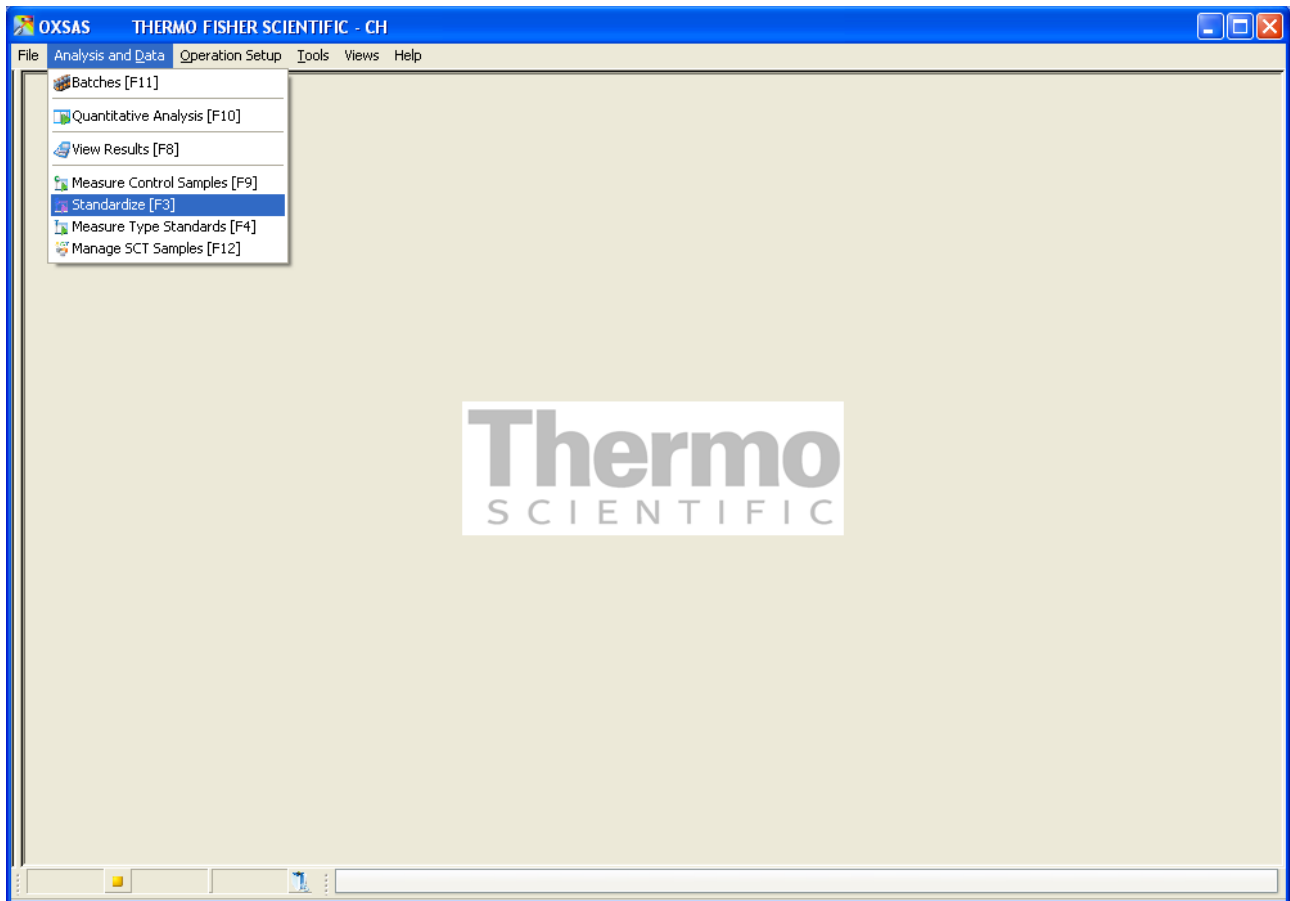 OXSAS THERMO FISHER SCIENTIFIC - CH
File Analysis and Data Operation Setup Tools Views Help
Batches [F11]
Quantitative Analysis [F10]
View Results [F8]
Measure Control Samples [F9]
Standardize [F3]
Measure Type Standards [F4]
Manage SCT Samples [F12]
Thermo
SCIENTIFIC